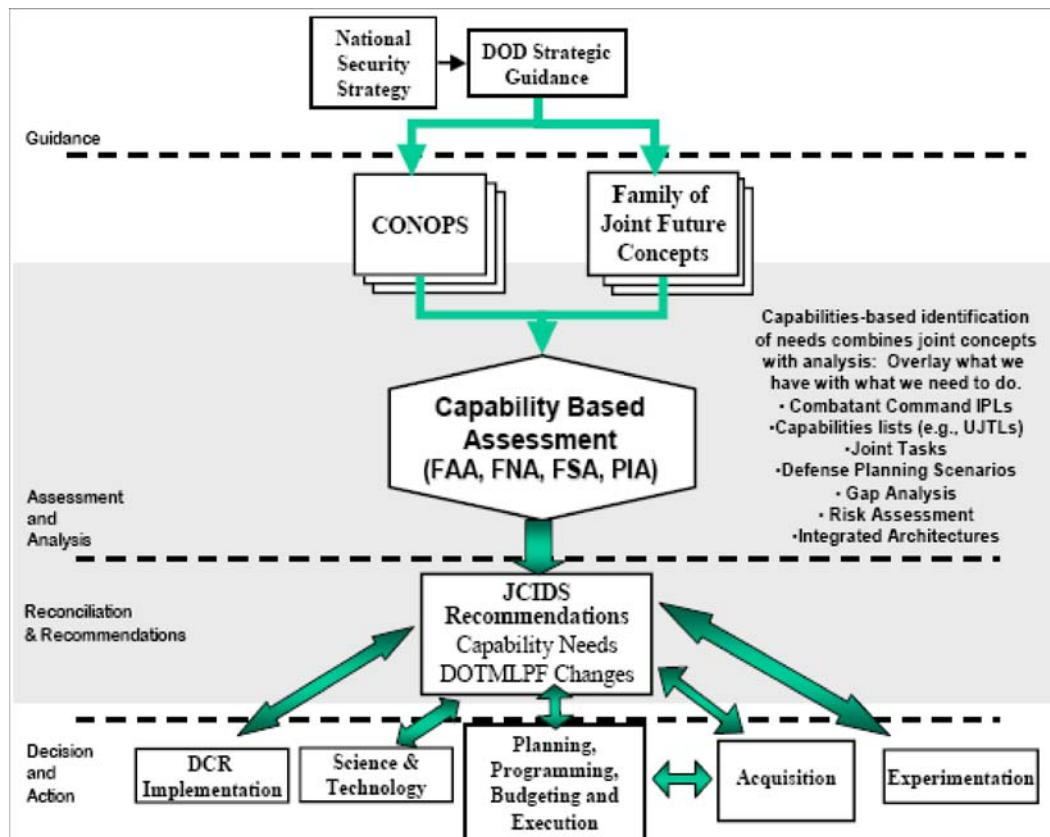 National
Security
Strategy
DOD Strategic
Guidance
Guidance
CONOPS
Family of
Joint Future
Concepts
Capabilities-based identification
of needs combines joint concepts
with analysis: Overlay what we
have with what we need to do.
• Combatant Command IPLs
•Capabilities lists (e.g., UJTLs)
•Joint Tasks
•Defense Planning Scenarios
• Gap Analysis
• Risk Assessment
•Integrated Architectures
Capability Based
Assessment
(FAA, FNA, FSA, PIA)
Assessment
and
Analysis
JCIDS
Recommendations
Capability Needs
DOTMLPF Changes
Reconciliation
& Recommendations
Decision
and
Action
DCR
Implementation
Science &
Technology
Planning,
Programming,
Budgeting and
Execution
Acquisition
Experimentation